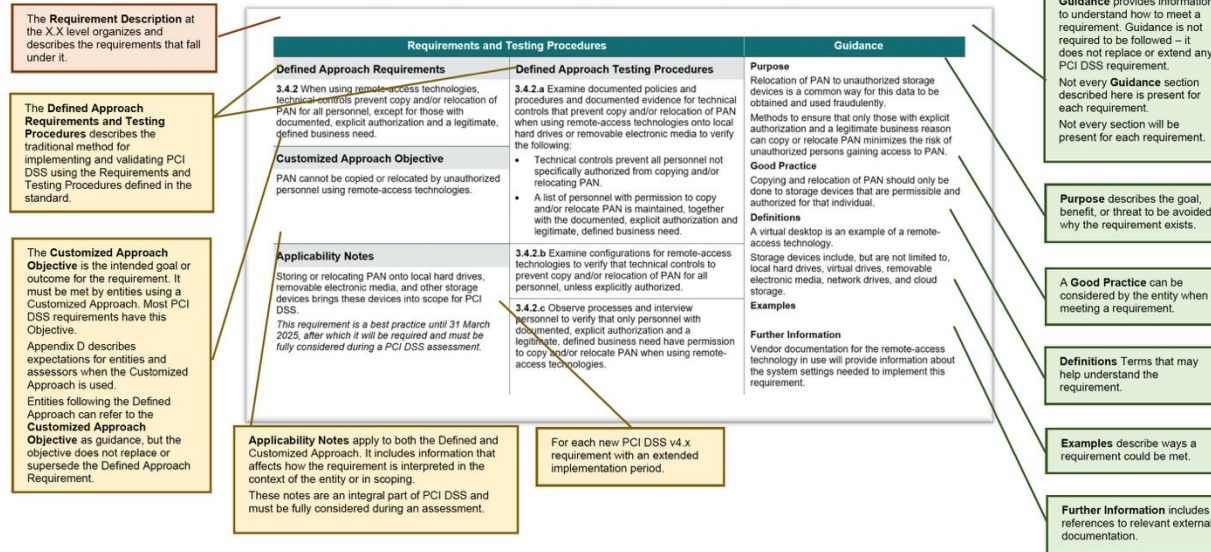 The Requirement Description at
the X.X level organizes and
describes the requirements that fall
under it.
The Defined Approach
Requirements and Testing
Procedures describes the
traditional method for
implementing and validating PCI
DSS using the Requirements and
Testing Procedures defined in the
standard.
The Customized Approach
Objective is the intended goal or
outcome for the requirement. It
must be met by entities using a
Customized Approach. Most PCI
DSS requirements have this
Objective.
Appendix D describes
expectations for entities and
assessors when the Customized
Approach is used.
Entities following the Defined
Approach can refer to the
Customized Approach
Objective as guidance, but the
objective does not replace or
supersede the Defined Approach
Requirement.
Requirements and Testing Procedures
Guidance
Defined Approach Requirements
3.4.2 When using remote-access technologies,
technical controls prevent copy and/or relocation of
PAN for all personnel, except for those with
documented, explicit authorization and a legitimate,
defined business need.
Customized Approach Objective
PAN cannot be copied or relocated by unauthorized
personnel using remote-access technologies.
Applicability Notes
Storing or relocating PAN onto local hard drives,
removable electronic media, and other storage
devices brings these devices into scope for PCI
DSS.
This requirement is a best practice until 31 March
2025, after which it will be required and must be
fully considered during a PCI DSS assessment.
Defined Approach Testing Procedures
3.4.2.a Examine documented policies and
procedures and documented evidence for technical
controls that prevent copy and/or relocation of PAN
when using remote-access technologies onto local
hard drives or removable electronic media to verify
the following:
• Technical controls prevent all personnel not
specifically authorized from copying and/or
relocating PAN.
• A list of personnel with permission to copy
and/or relocate PAN is maintained, together
with the documented, explicit authorization and
legitimate, defined business need.
3.4.2.b Examine configurations for remote-access
technologies to verify that technical controls to
prevent copy and/or relocation of PAN for all
personnel, unless explicitly authorized.
3.4.2.c Observe processes and interview
personnel to verify that only personnel with
documented, explicit authorization and a
legitimate, defined business need have permission
to copy and/or relocate PAN when using remote-
access technologies.
Purpose
Relocation of PAN to unauthorized storage
devices is a common way for this data to be
obtained and used fraudulently.
Methods to ensure that only those with explicit
authorization and a legitimate business reason
can copy or relocate PAN minimizes the risk of
unauthorized persons gaining access to PAN.
Good Practice
Copying and relocation of PAN should only be
done to storage devices that are permissible and
authorized for that individual.
Definitions
A virtual desktop is an example of a remote-
access technology.
Storage devices include, but are not limited to,
local hard drives, virtual drives, removable
electronic media, network drives, and cloud
storage.
Examples
Further Information
Vendor documentation for the remote-access
technology in use will provide information about
the system settings needed to implement this
requirement.
Applicability Notes apply to both the Defined and
Customized Approach. It includes information that
affects how the requirement is interpreted in the
context of the entity or in scoping.
These notes are an integral part of PCI DSS and
must be fully considered during an assessment.
For each new PCI DSS v4.x
requirement with an extended
implementation period.
Guidance provides information
to understand how to meet a
requirement. Guidance is not
required to be followed – it
does not replace or extend any
PCI DSS requirement.
Not every Guidance section
described here is present for
each requirement.
Not every section will be
present for each requirement.
Purpose describes the goal,
benefit, or threat to be avoided
why the requirement exists.
A Good Practice can be
considered by the entity when
meeting a requirement.
Definitions Terms that may
help understand the
requirement.
Examples describe ways a
requirement could be met.
Further Information includes
references to relevant external
documentation.